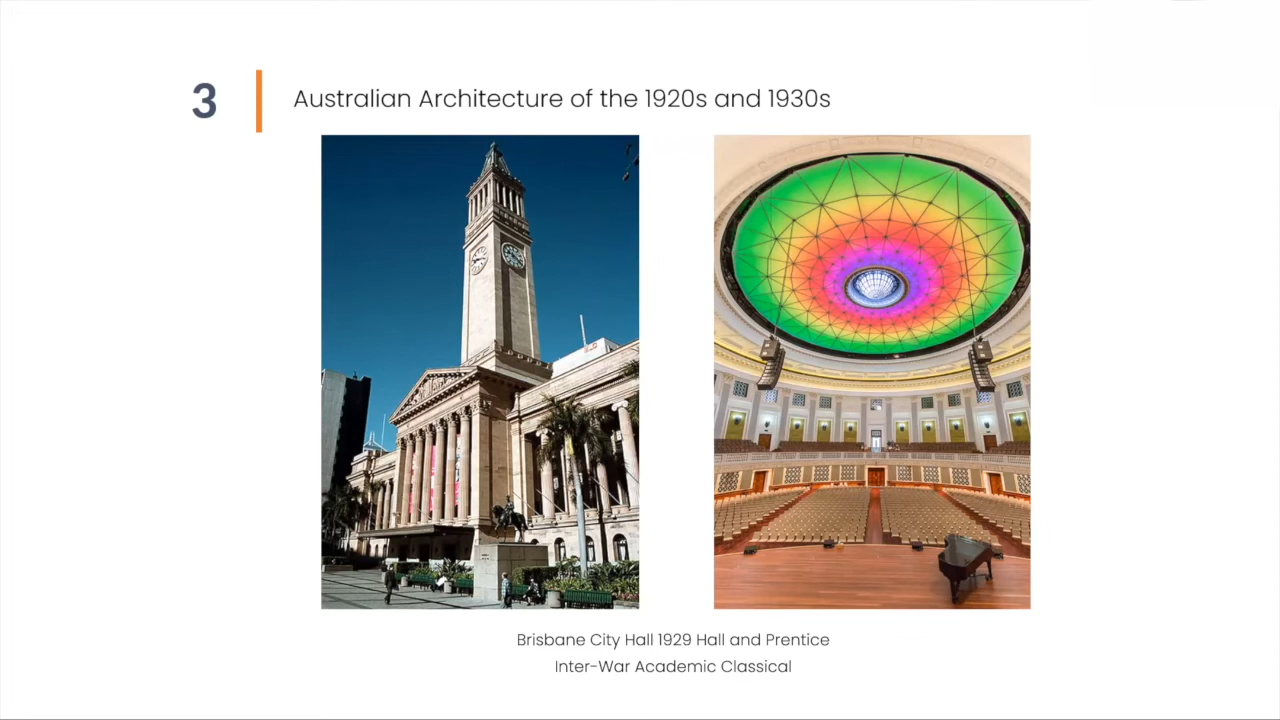 3
Australian Architecture of the 1920s and 1930s
Brisbane City Hall 1929 Hall and Prentice
Inter-War Academic Classical